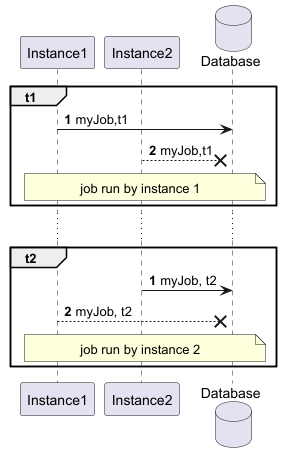 Instance1 Instance2 Database
t1
1 myJob,t1
2 myJob,t1
job run by instance 1
t2
1 myJob, t2
2 myJob, t2
job run by instance 2
Instance1 Instance2 Database